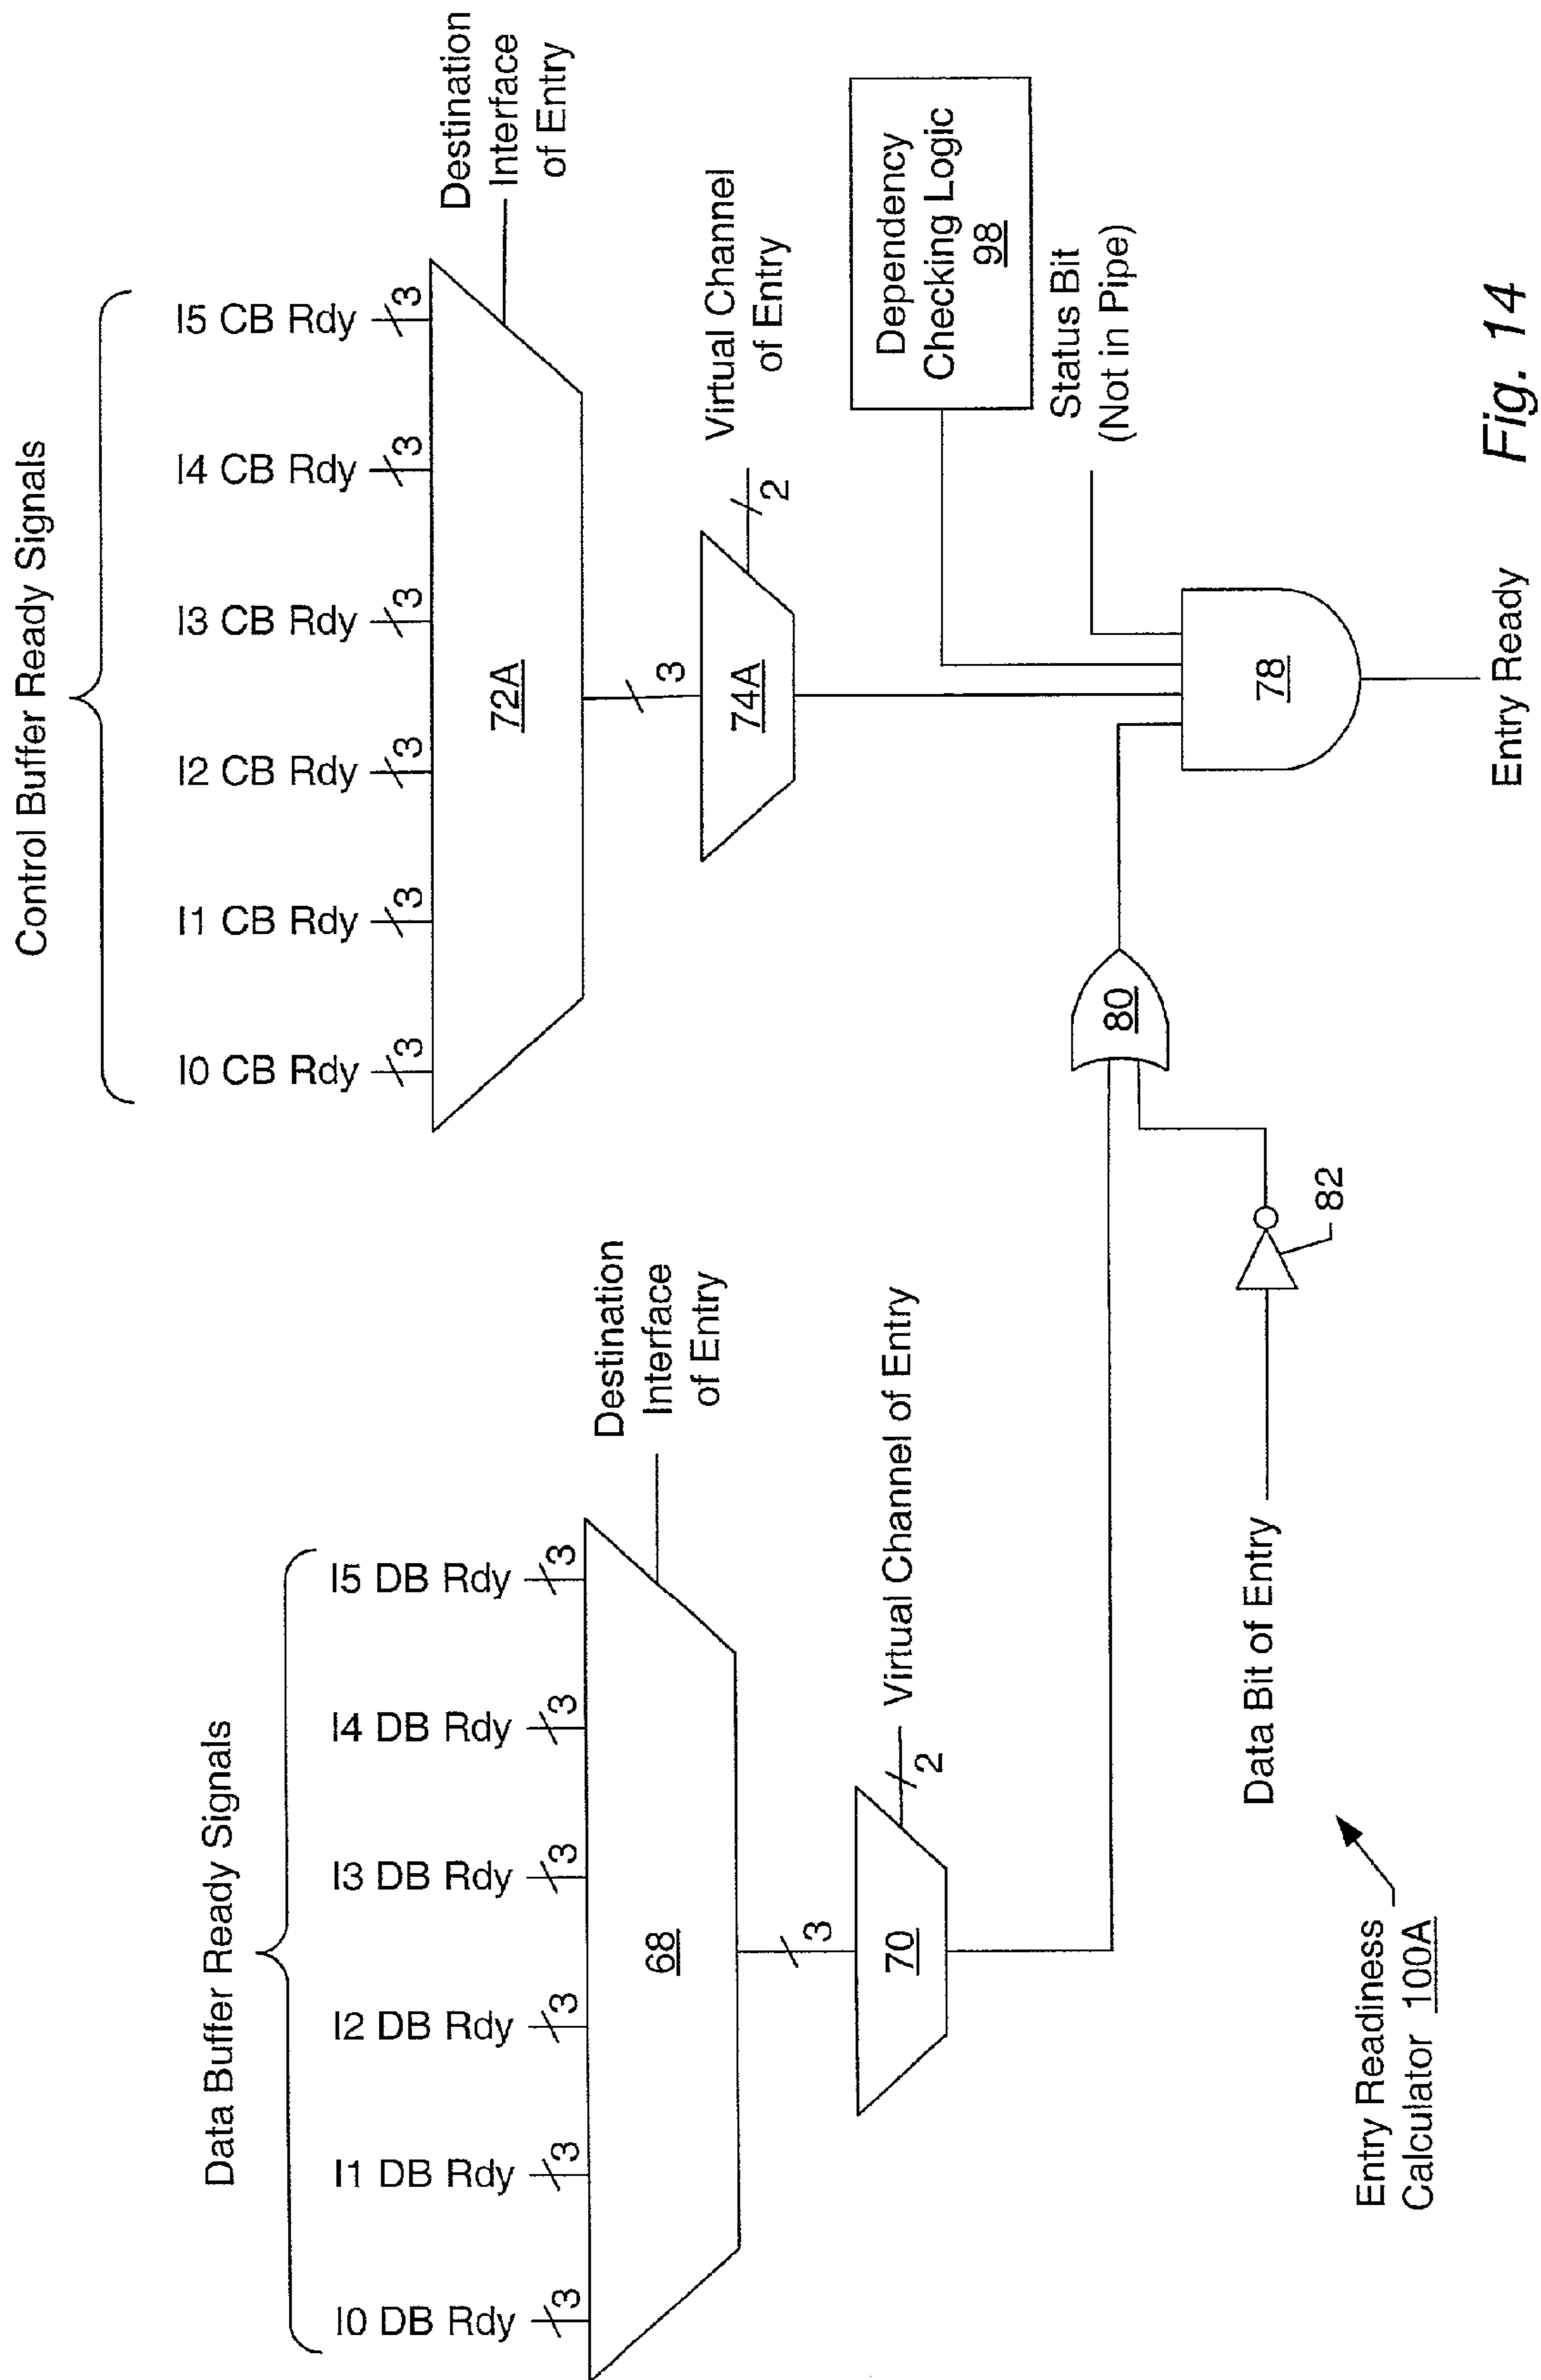 Control Buffer Ready Signals
I0 CB Rdy
I1 CB Rdy
I2 CB Rdy
I3 CB Rdy
I4 CB Rdy
I5 CB Rdy
3
3
3
3
3
3
Destination
Interface
of Entry
72A
3
Virtual Channel
of Entry
2
74A
Data Buffer Ready Signals
I0 DB Rdy
I1 DB Rdy
I2 DB Rdy
I3 DB Rdy
I4 DB Rdy
I5 DB Rdy
3
3
3
3
3
3
Destination
Interface
of Entry
68
3
Virtual Channel of Entry
2
70
Dependency
Checking Logic
98
Status Bit
(Not in Pipe)
80
78
82
Data Bit of Entry
Entry Ready
Entry Readiness
Calculator 100A
Fig. 14